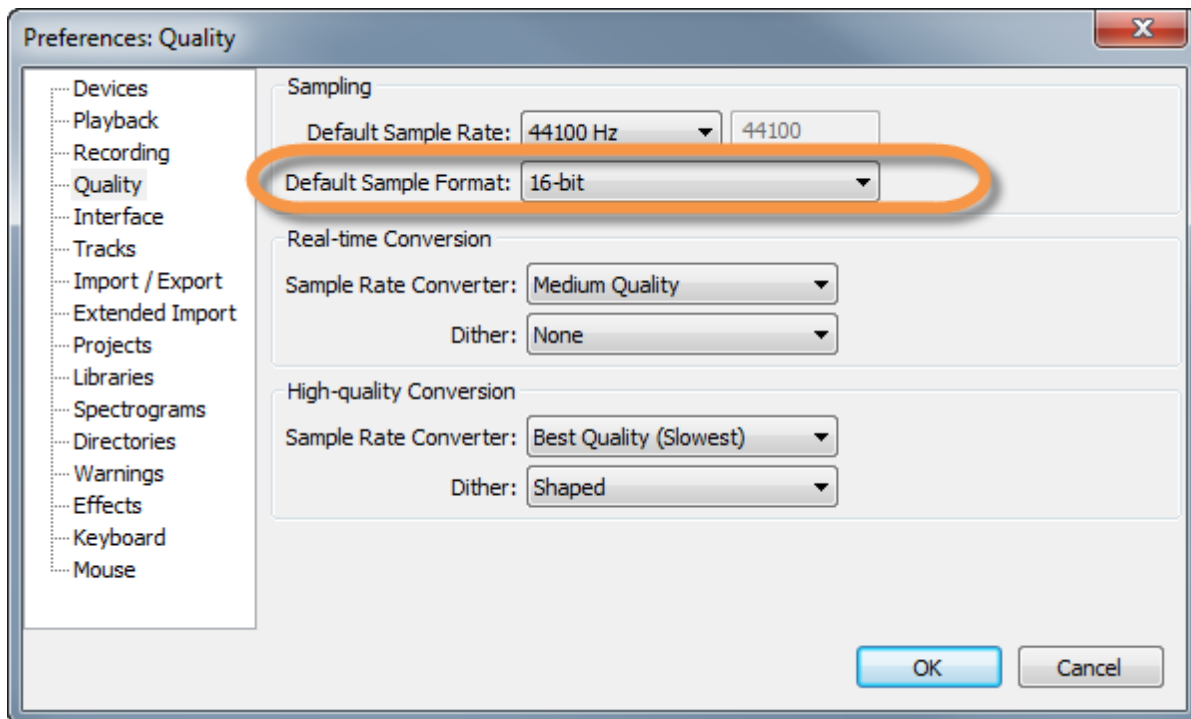 Preferences: Quality
Devices
Playback
Recording
Quality
Interface
Tracks
Import / Export
Extended Import
Projects
Libraries
Spectrograms
Directories
Warnings
Effects
Keyboard
Mouse
Sampling
Default Sample Rate: 44100 Hz 44100
Default Sample Format: 16-bit
Real-time Conversion
Sample Rate Converter: Medium Quality
Dither: None
High-quality Conversion
Sample Rate Converter: Best Quality (Slowest)
Dither: Shaped
OK Cancel